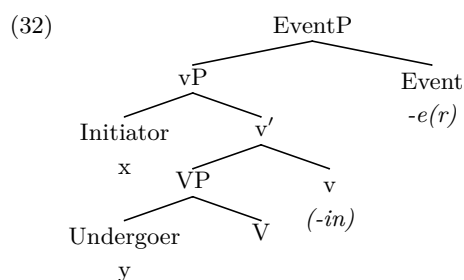 (32) EventP
vP Event
-e(r)
Initiator v′
x
VP v
(-in)
Undergoer V
y